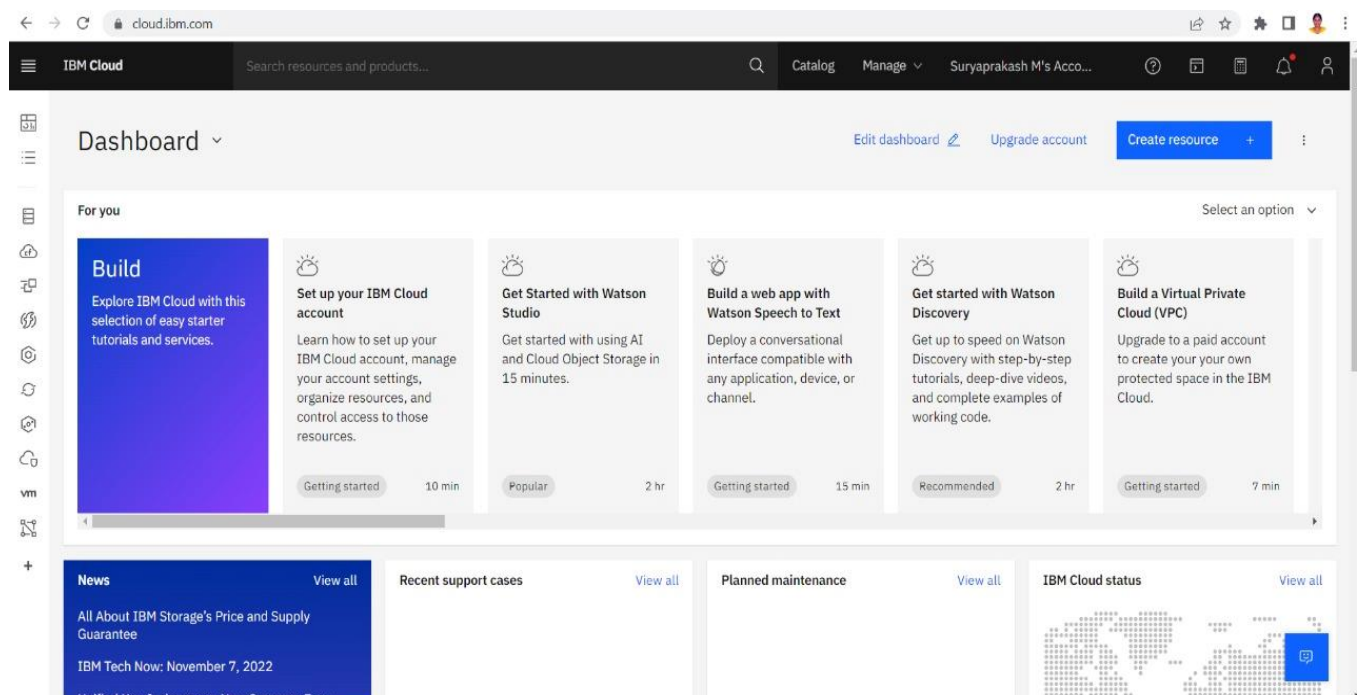 cloud.ibm.com
IBM Cloud
Search resources and products...
Catalog
Manage
Suryaprakash M's Acco...
Dashboard
Edit dashboard
Upgrade account
Create resource +
For you
Select an option
Build
Explore IBM Cloud with this
selection of easy starter
tutorials and services.
Set up your IBM Cloud
account
Learn how to set up your
IBM Cloud account, manage
your account settings,
organize resources, and
control access to those
resources.
Getting started
10 min
Get Started with Watson
Studio
Get started with using AI
and Cloud Object Storage in
15 minutes.
Popular
2 hr
Build a web app with
Watson Speech to Text
Deploy a conversational
interface compatible with
any application, device, or
channel.
Getting started
15 min
Get started with Watson
Discovery
Get up to speed on Watson
Discovery with step-by-step
tutorials, deep-dive videos,
and complete examples of
working code.
Recommended
2 hr
Build a Virtual Private
Cloud (VPC)
Upgrade to a paid account
to create your your own
protected space in the IBM
Cloud.
Getting started
7 min
vm
+
News
View all
All About IBM Storage's Price and Supply
Guarantee
IBM Tech Now: November 7, 2022
Recent support cases
View all
Planned maintenance
View all
IBM Cloud status
View all